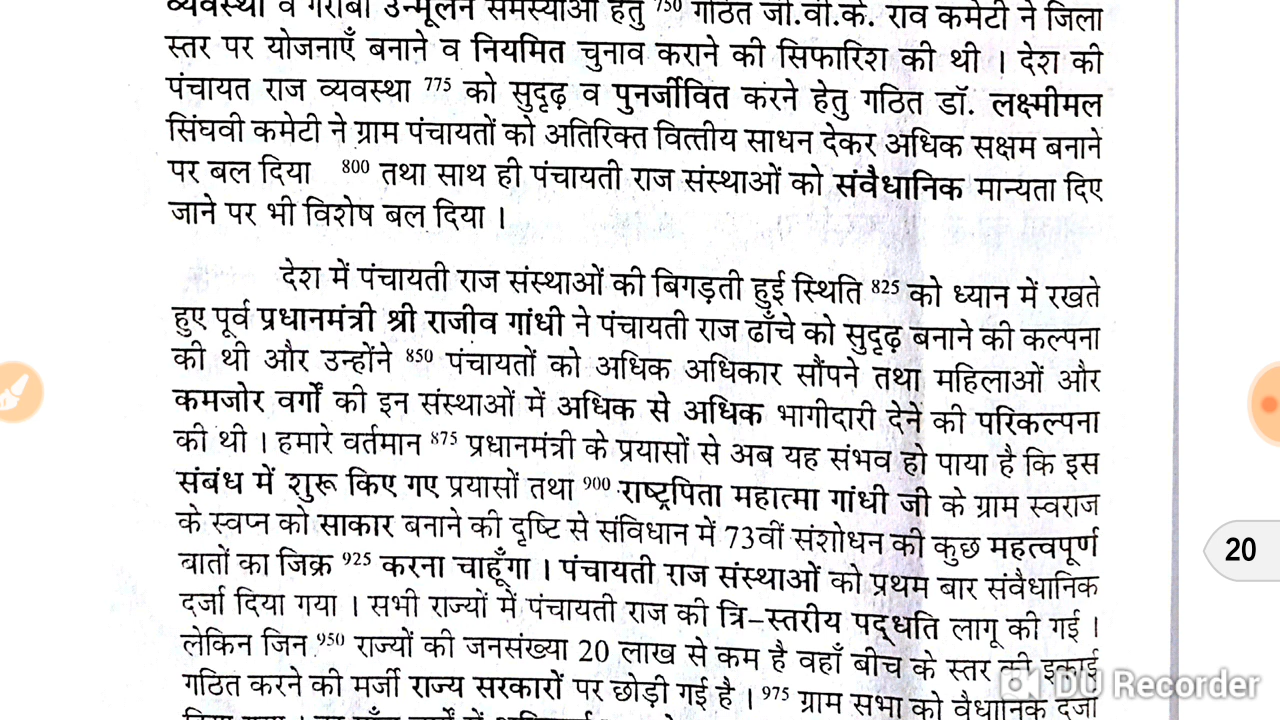 व्यवस्था व गरीबी उन्मूलन समस्याओं हेतु 750 गठित जी.वी.के. राव कमेटी ने जिला
स्तर पर योजनाएँ बनाने व नियमित चुनाव कराने की सिफारिश की थी । देश की
पंचायत राज व्यवस्था 775 को सुदृढ़ व पुनर्जीवित करने हेतु गठित डॉ. लक्ष्मीमल
सिंघवी कमेटी ने ग्राम पंचायतों को अतिरिक्त वित्तीय साधन देकर अधिक सक्षम बनाने
पर बल दिया 800 तथा साथ ही पंचायती राज संस्थाओं को संवैधानिक मान्यता दिए
जाने पर भी विशेष बल दिया ।
देश में पंचायती राज संस्थाओं की बिगड़ती हुई स्थिति 825 को ध्यान में रखते
हुए पूर्व प्रधानमंत्री श्री राजीव गांधी ने पंचायती राज ढाँचे को सुदृढ़ बनाने की कल्पना
की थी और उन्होंने 850 पंचायतों को अधिक अधिकार सौंपने तथा महिलाओं और
कमजोर वर्गों की इन संस्थाओं में अधिक से अधिक भागीदारी देने की परिकल्पना
की थी । हमारे वर्तमान 875 प्रधानमंत्री के प्रयासों से अब यह संभव हो पाया है कि इस
संबंध में शुरू किए गए प्रयासों तथा 900 राष्ट्रपिता महात्मा गांधी जी के ग्राम स्वराज
के स्वप्न को साकार बनाने की दृष्टि से संविधान में 73वीं संशोधन की कुछ महत्वपूर्ण
बातों का जिक्र 925 करना चाहूँगा । पंचायती राज संस्थाओं को प्रथम बार संवैधानिक
दर्जा दिया गया । सभी राज्यों में पंचायती राज की त्रि-स्तरीय पद्धति लागू की गई ।
लेकिन जिन 950 राज्यों की जनसंख्या 20 लाख से कम है वहाँ बीच के स्तर की इकाई
गठित करने की मर्जी राज्य सरकारों पर छोड़ी गई है । 975 ग्राम सभा को वैधानिक दर्जा
20
DU Recorder